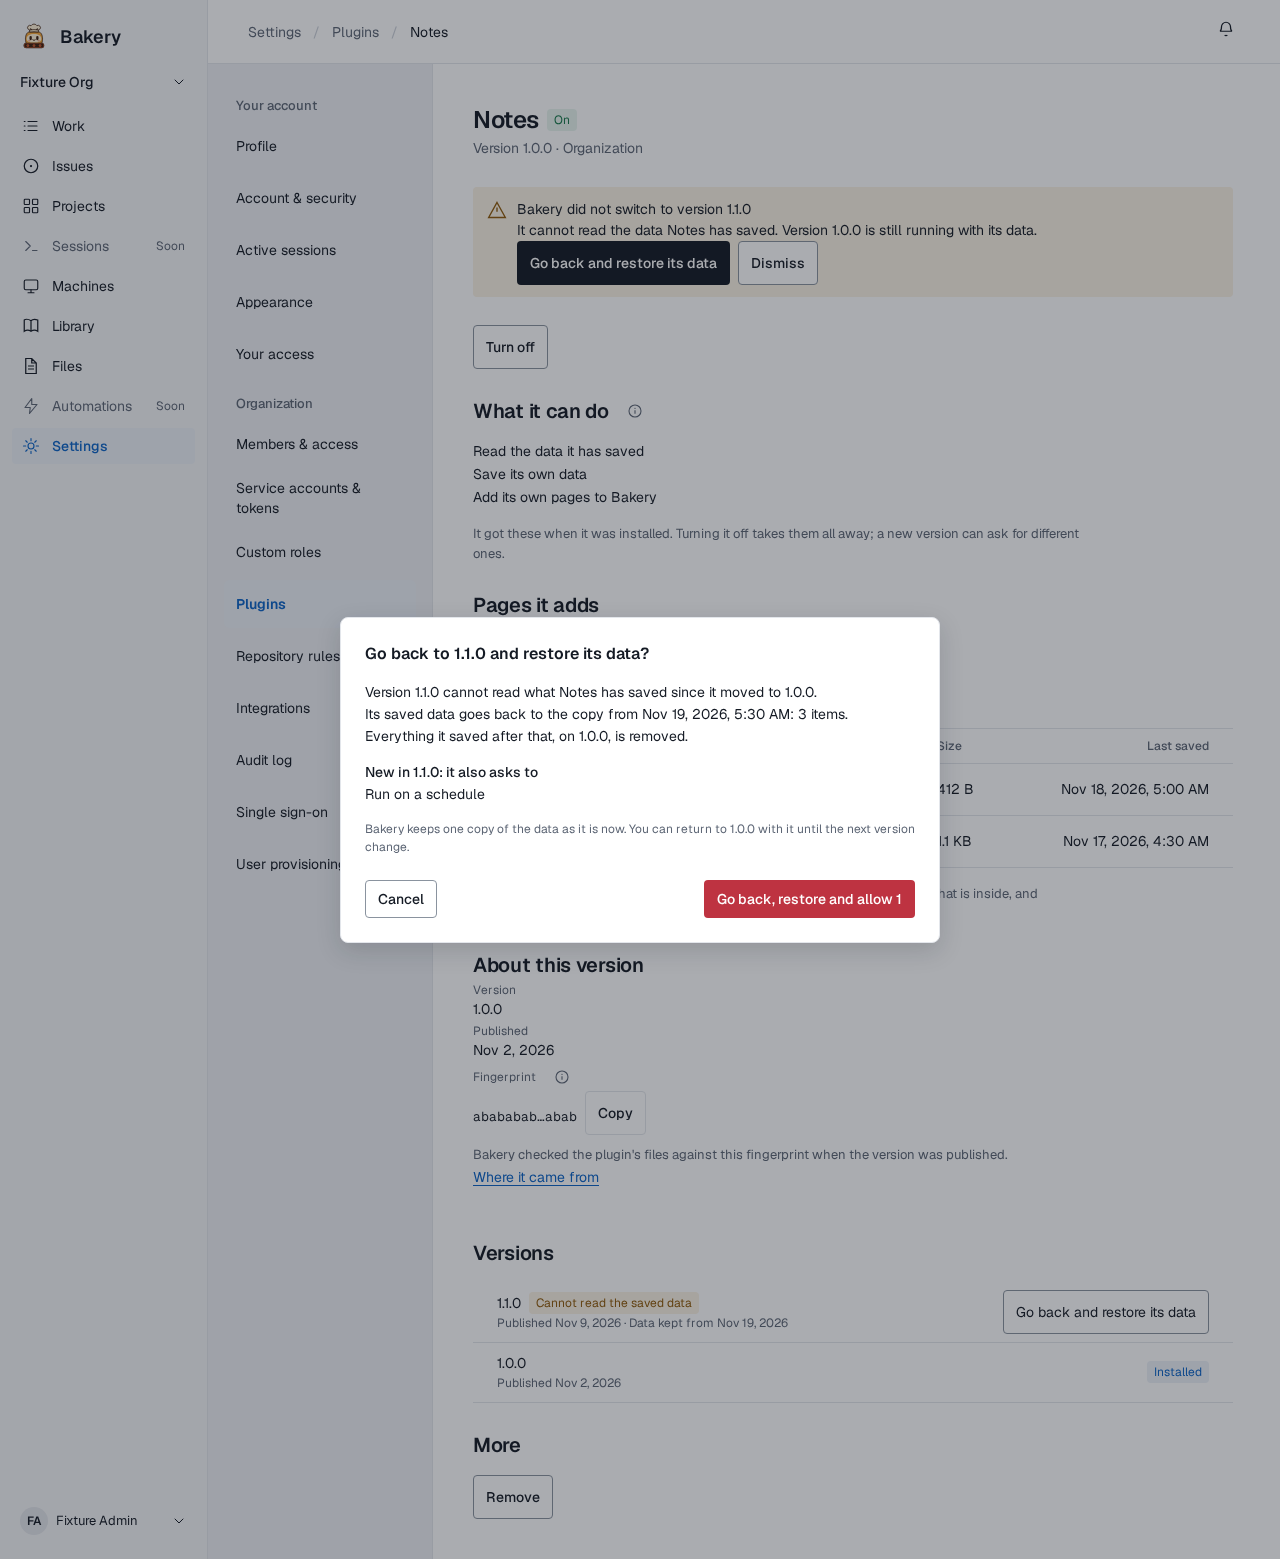 Bakery
Fixture Org
Work
Issues
Projects
Sessions Soon
Machines
Library
Files
Automations Soon
Settings
FA Fixture Admin
Settings / Plugins / Notes
Your account
Profile
Account & security
Active sessions
Appearance
Your access
Organization
Members & access
Service accounts &
tokens
Custom roles
Plugins
Repository rules
Integrations
Audit log
Single sign-on
User provisioning
Notes On
Version 1.0.0 · Organization
Bakery did not switch to version 1.1.0
It cannot read the data Notes has saved. Version 1.0.0 is still running with its data.
Go back and restore its data Dismiss
Turn off
What it can do
Read the data it has saved
Save its own data
Add its own pages to Bakery
It got these when it was installed. Turning it off takes them all away; a new version can ask for different
ones.
Pages it adds
Go back to 1.1.0 and restore its data?
Version 1.1.0 cannot read what Notes has saved since it moved to 1.0.0.
Its saved data goes back to the copy from Nov 19, 2026, 5:30 AM: 3 items.
Everything it saved after that, on 1.0.0, is removed.
New in 1.1.0: it also asks to
Run on a schedule
Bakery keeps one copy of the data as it is now. You can return to 1.0.0 with it until the next version
change.
Cancel Go back, restore and allow 1
Size Last saved
412 B Nov 18, 2026, 5:00 AM
1.1 KB Nov 17, 2026, 4:30 AM
is inside, and
About this version
Version
1.0.0
Published
Nov 2, 2026
Fingerprint
abababab…abab Copy
Bakery checked the plugin's files against this fingerprint when the version was published.
Where it came from
Versions
1.1.0 Cannot read the saved data
Published Nov 9, 2026 · Data kept from Nov 19, 2026
Go back and restore its data
1.0.0
Published Nov 2, 2026
Installed
More
Remove